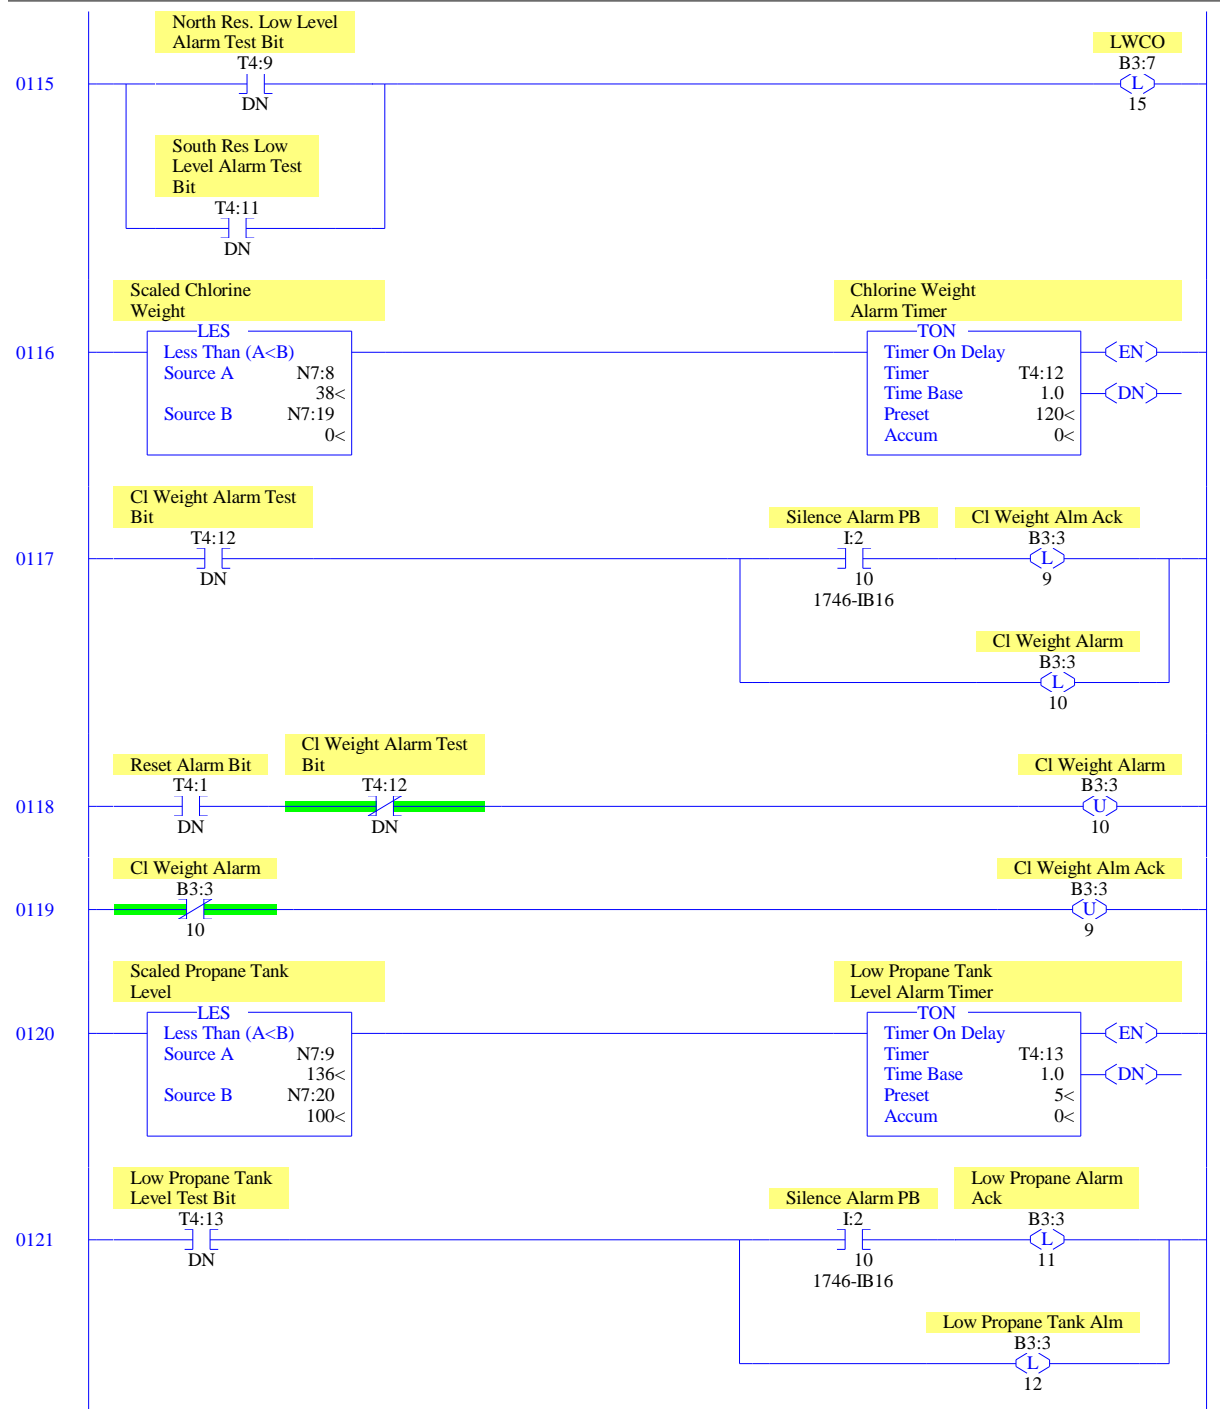 North Res. Low Level
Alarm Test Bit
T4:9
DN
LWCO
B3:7
L
15
0115
South Res Low
Level Alarm Test
Bit
T4:11
DN
Scaled Chlorine
Weight
LES
Less Than (A<B)
Source A N7:8
38<
Source B N7:19
0<
0116
Chlorine Weight
Alarm Timer
TON
Timer On Delay
Timer T4:12
Time Base 1.0
Preset 120<
Accum 0<
EN
DN
Cl Weight Alarm Test
Bit
T4:12
DN
0117
Silence Alarm PB
I:2
10
1746-IB16
Cl Weight Alm Ack
B3:3
L
9
Cl Weight Alarm
B3:3
L
10
Reset Alarm Bit
T4:1
DN
Cl Weight Alarm Test
Bit
T4:12
DN
0118
Cl Weight Alarm
B3:3
U
10
Cl Weight Alarm
B3:3
10
0119
Cl Weight Alm Ack
B3:3
U
9
Scaled Propane Tank
Level
LES
Less Than (A<B)
Source A N7:9
136<
Source B N7:20
100<
0120
Low Propane Tank
Level Alarm Timer
TON
Timer On Delay
Timer T4:13
Time Base 1.0
Preset 5<
Accum 0<
EN
DN
Low Propane Tank
Level Test Bit
T4:13
DN
0121
Silence Alarm PB
I:2
10
1746-IB16
Low Propane Alarm
Ack
B3:3
L
11
Low Propane Tank Alm
B3:3
L
12